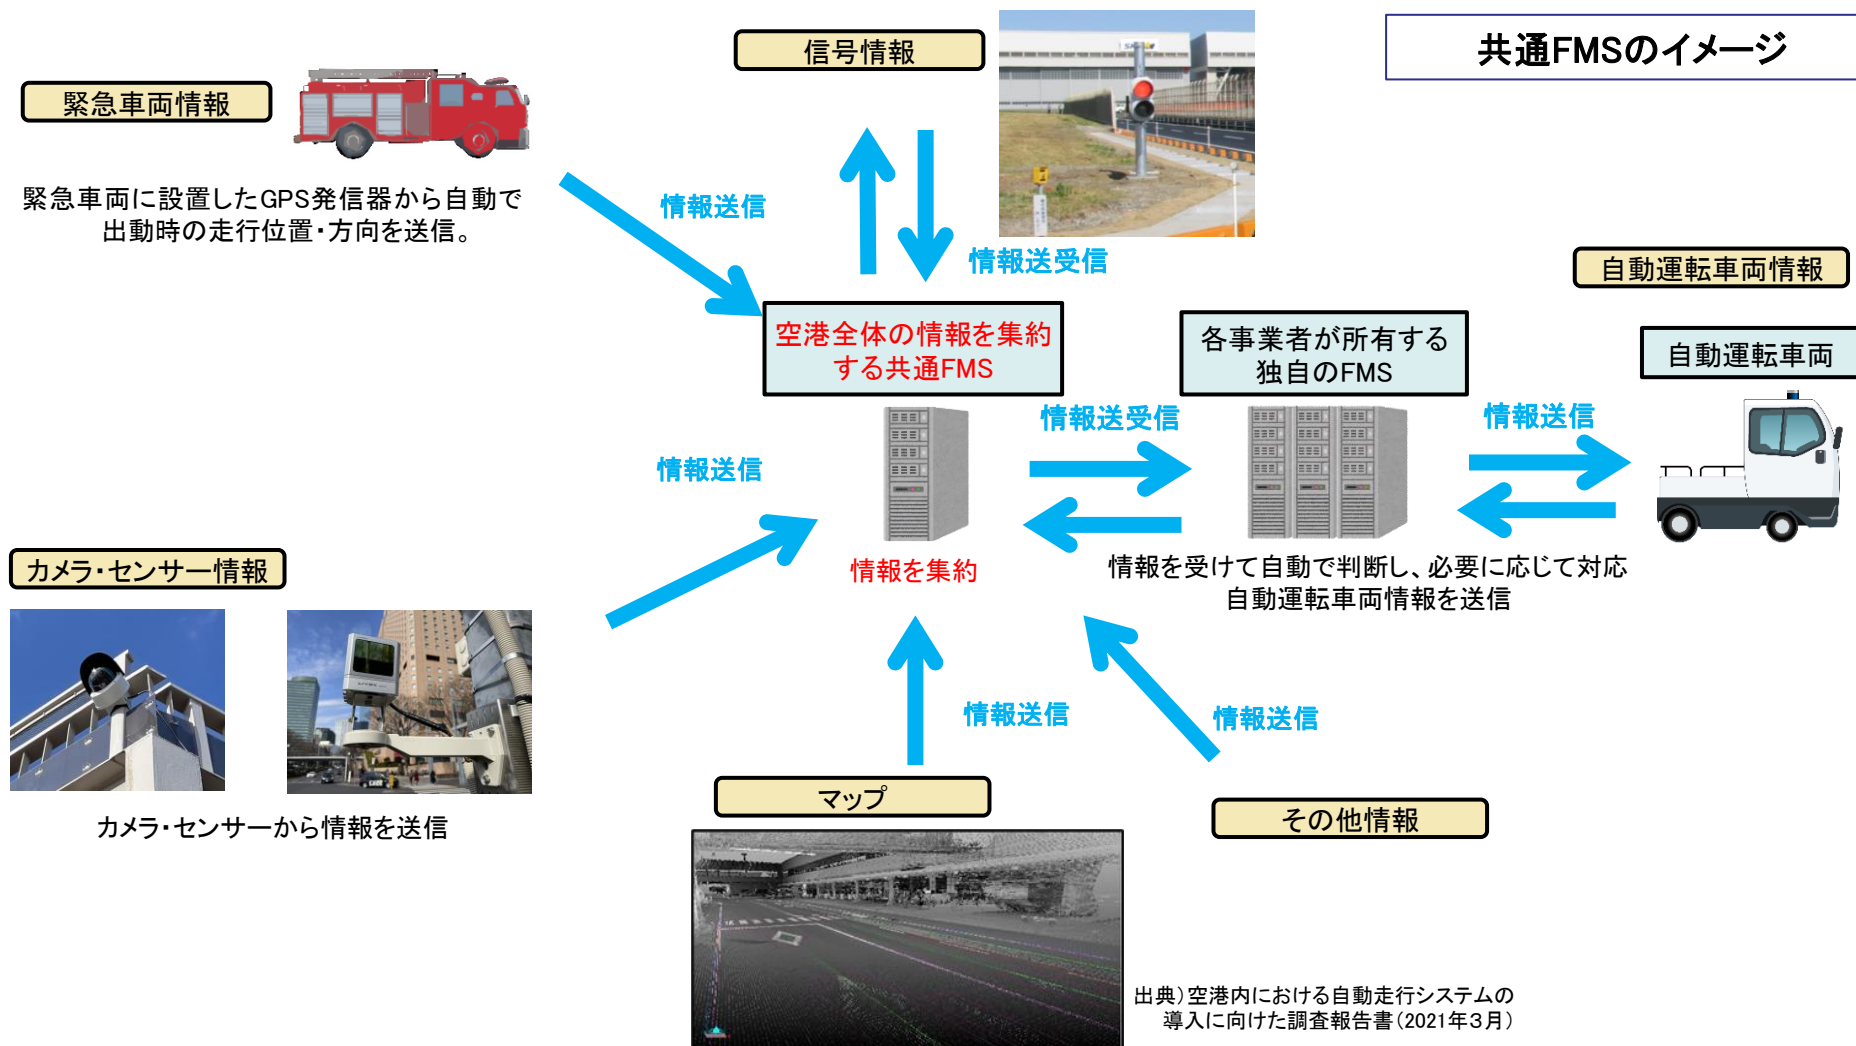 共通FMSのイメージ
信号情報
緊急車両情報
緊急車両に設置したGPS発信器から自動で
出動時の走行位置・方向を送信。
情報送信
情報送受信
自動運転車両情報
空港全体の情報を集約
する共通FMS
各事業者が所有する
独自のFMS
自動運転車両
情報送受信
情報送信
情報送信
情報を集約
情報を受けて自動で判断し、必要に応じて対応
自動運転車両情報を送信
カメラ・センサー情報
カメラ・センサーから情報を送信
情報送信
情報送信
マップ
その他情報
出典)空港内における自動走行システムの
導入に向けた調査報告書(2021年3月)